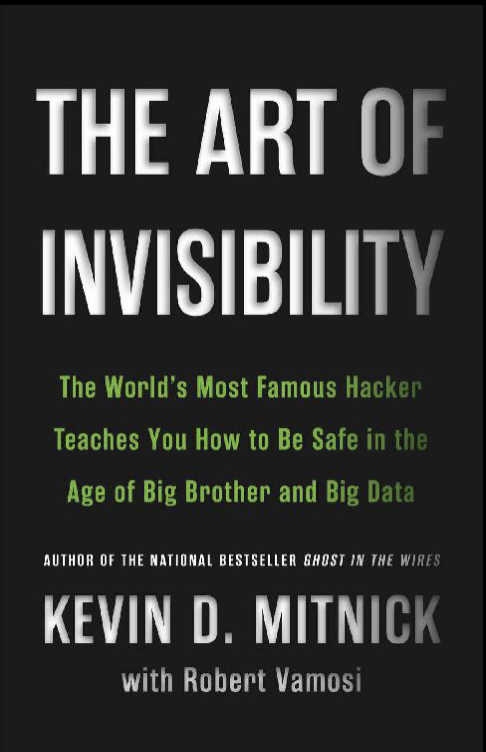 THE ART OF
INVISIBILITY
The World's Most Famous Hacker
Teaches You How to Be Safe in the
Age of Big Brother and Big Data
AUTHOR OF THE NATIONAL BESTSELLER GHOST IN THE WIRES
KEVIN D. MITNICK
with Robert Vamosi